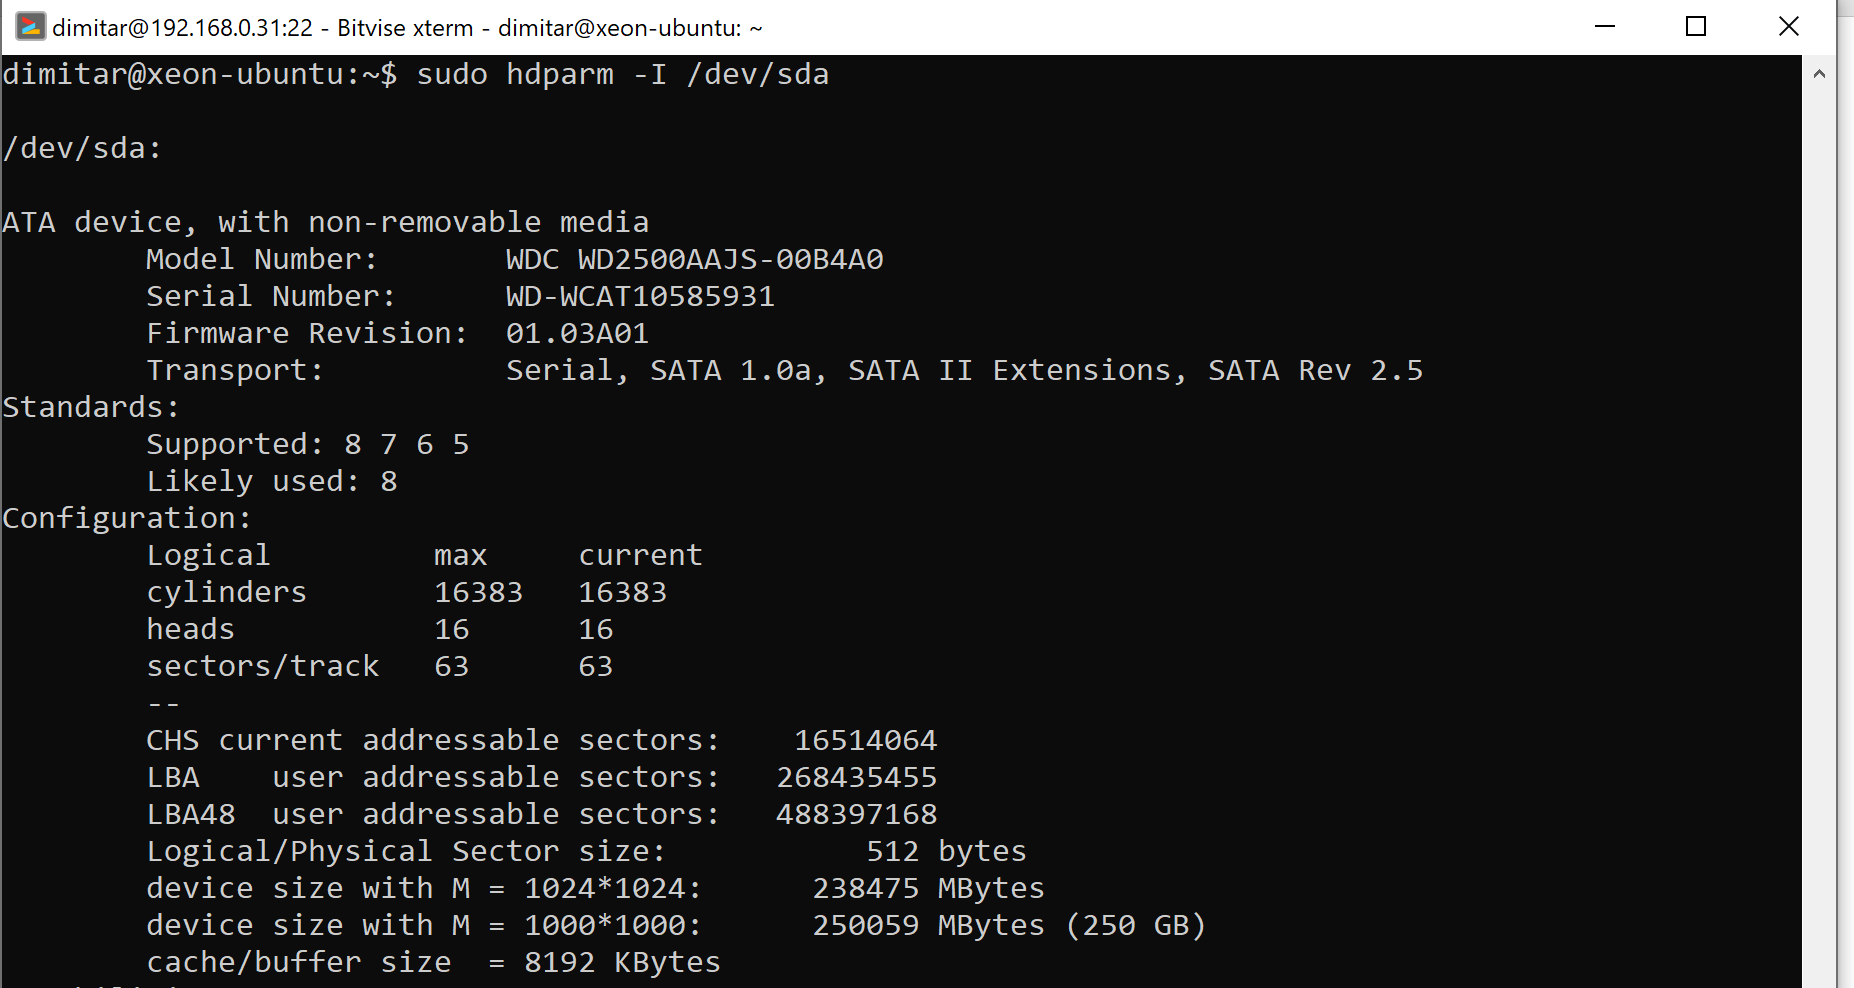 dimitar@192.168.0.31:22 - Bitvise xterm - dimitar@xeon-ubuntu: ~
dimitar@xeon-ubuntu:~$ sudo hdparm -I /dev/sda
/dev/sda:
ATA device, with non-removable media
Model Number: WDC WD2500AAJS-00B4A0
Serial Number: WD-WCAT10585931
Firmware Revision: 01.03A01
Transport: Serial, SATA 1.0a, SATA II Extensions, SATA Rev 2.5
Standards:
Supported: 8 7 6 5
Likely used: 8
Configuration:
Logical max current
cylinders 16383 16383
heads 16 16
sectors/track 63 63
--
CHS current addressable sectors: 16514064
LBA user addressable sectors: 268435455
LBA48 user addressable sectors: 488397168
Logical/Physical Sector size: 512 bytes
device size with M = 1024*1024: 238475 MBytes
device size with M = 1000*1000: 250059 MBytes (250 GB)
cache/buffer size = 8192 KBytes